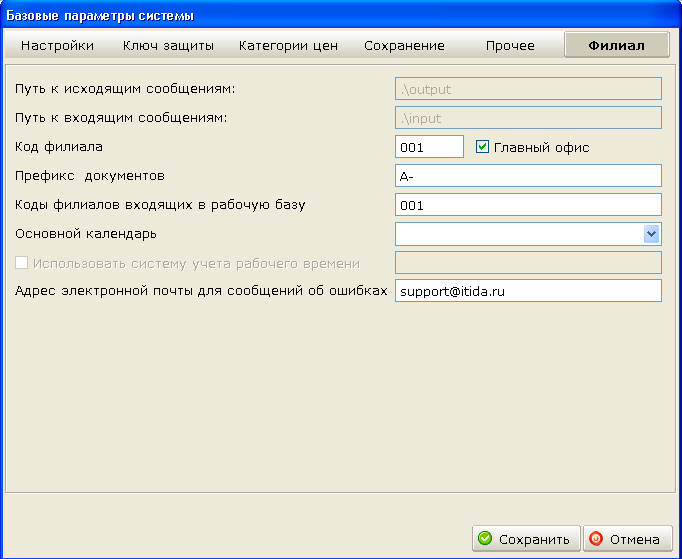 Базовые параметры системы
Настройки Ключ защиты Категории цен Сохранение Прочее Филиал
Путь к исходящим сообщениям: .\output
Путь к входящим сообщениям: .\input
Код филиала 001 Главный офис
Префикс документов А-
Коды филиалов входящих в рабочую базу 001
Основной календарь
Использовать систему учета рабочего времени
Адрес электронной почты для сообщений об ошибках support@itida.ru
Сохранить Отмена